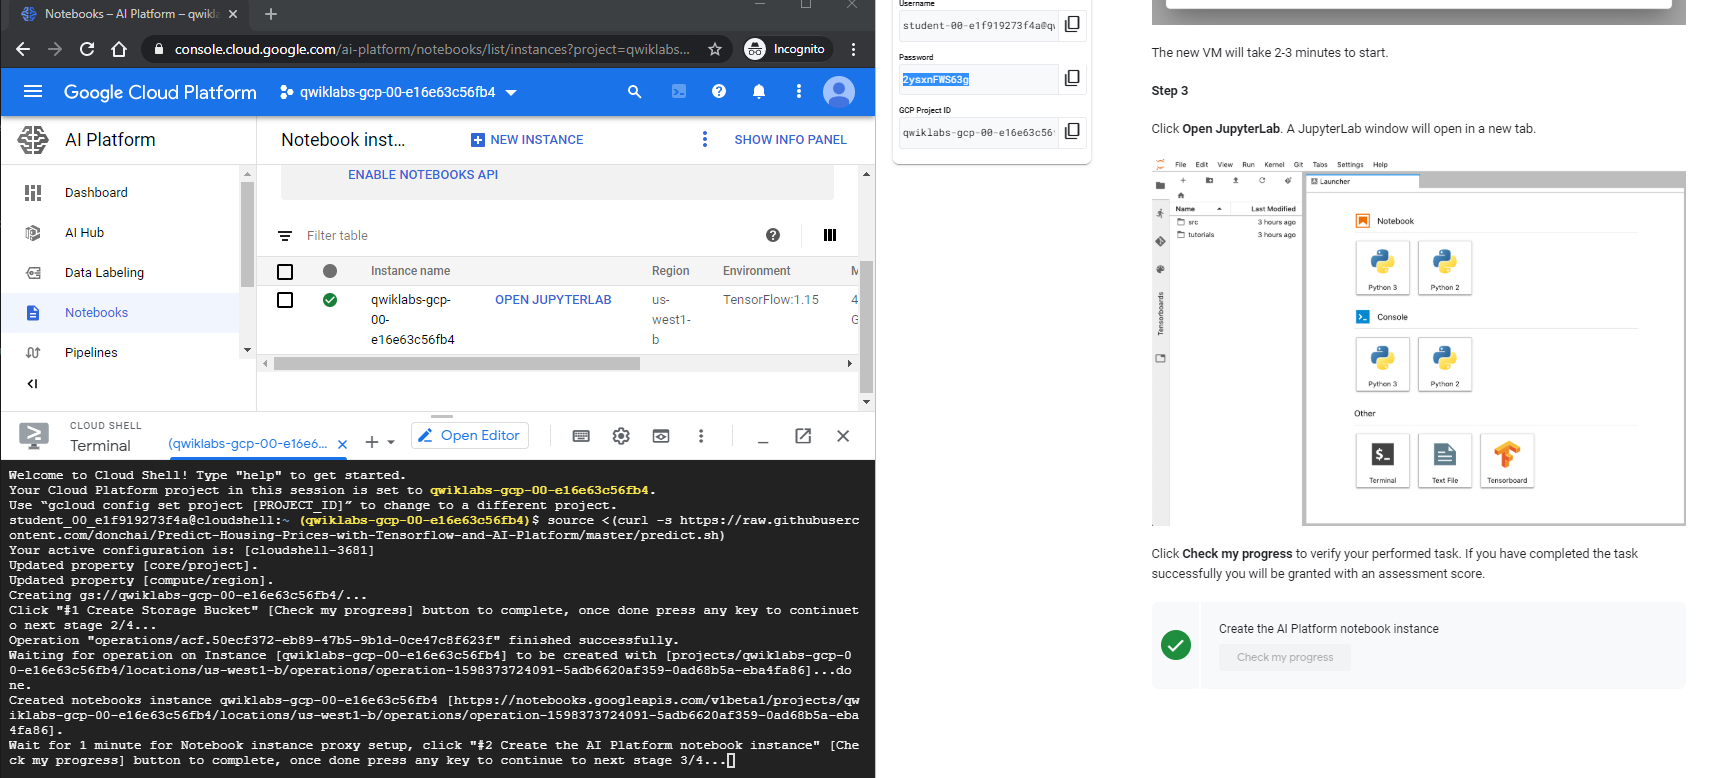 Notebooks – AI Platform – qwikl
console.cloud.google.com/ai-platform/notebooks/list/instances?project=qwiklabs...
Incognito
Google Cloud Platform
qwiklabs-gcp-00-e16e63c56fb4
AI Platform
Notebook inst...
NEW INSTANCE
SHOW INFO PANEL
Dashboard
AI Hub
Data Labeling
Notebooks
Pipelines
ENABLE NOTEBOOKS API
Filter table
Instance name
Region
Environment
qwiklabs-gcp-
00-
e16e63c56fb4
OPEN JUPYTERLAB
us-
west1-
b
TensorFlow:1.15
4
G
CLOUD SHELL
Terminal
(qwiklabs-gcp-00-e16e6...
Open Editor
Welcome to Cloud Shell! Type "help" to get started.
Your Cloud Platform project in this session is set to qwiklabs-gcp-00-e16e63c56fb4.
Use “gcloud config set project [PROJECT_ID]” to change to a different project.
student_00_e1f919273f4a@cloudshell:~ (qwiklabs-gcp-00-e16e63c56fb4)$ source <(curl -s https://raw.githubuserc
ontent.com/donchai/Predict-Housing-Prices-with-Tensorflow-and-AI-Platform/master/predict.sh)
Your active configuration is: [cloudshell-3681]
Updated property [core/project].
Updated property [compute/region].
Creating gs://qwiklabs-gcp-00-e16e63c56fb4/...
Click "#1 Create Storage Bucket" [Check my progress] button to complete, once done press any key to continuet
o next stage 2/4...
Operation "operations/acf.50ecf372-eb89-47b5-9b1d-0ce47c8f623f" finished successfully.
Waiting for operation on Instance [qwiklabs-gcp-00-e16e63c56fb4] to be created with [projects/qwiklabs-gcp-0
0-e16e63c56fb4/locations/us-west1-b/operations/operation-1598373724091-5adb6620af359-0ad68b5a-eba4fa86]...do
ne.
Created notebooks instance qwiklabs-gcp-00-e16e63c56fb4 [https://notebooks.googleapis.com/v1beta1/projects/qw
iklabs-gcp-00-e16e63c56fb4/locations/us-west1-b/operations/operation-1598373724091-5adb6620af359-0ad68b5a-eba
4fa86].
Wait for 1 minute for Notebook instance proxy setup, click "#2 Create the AI Platform notebook instance" [Che
ck my progress] button to complete, once done press any key to continue to next stage 3/4...
Username
student-00-e1f919273f4a@q
Password
2ysxnFWS63g
GCP Project ID
qwiklabs-gcp-00-e16e63c56
The new VM will take 2-3 minutes to start.
Step 3
Click Open JupyterLab. A JupyterLab window will open in a new tab.
File Edit View Run Kernel Git Tabs Settings Help
Launcher
Name
Last Modified
src
3 hours ago
tutorials
3 hours ago
Tensorboards
Notebook
Python 3
Python 2
Console
Python 3
Python 2
Other
$_
Terminal
Text File
Tensorboard
Click Check my progress to verify your performed task. If you have completed the task
successfully you will be granted with an assessment score.
Create the AI Platform notebook instance
Check my progress